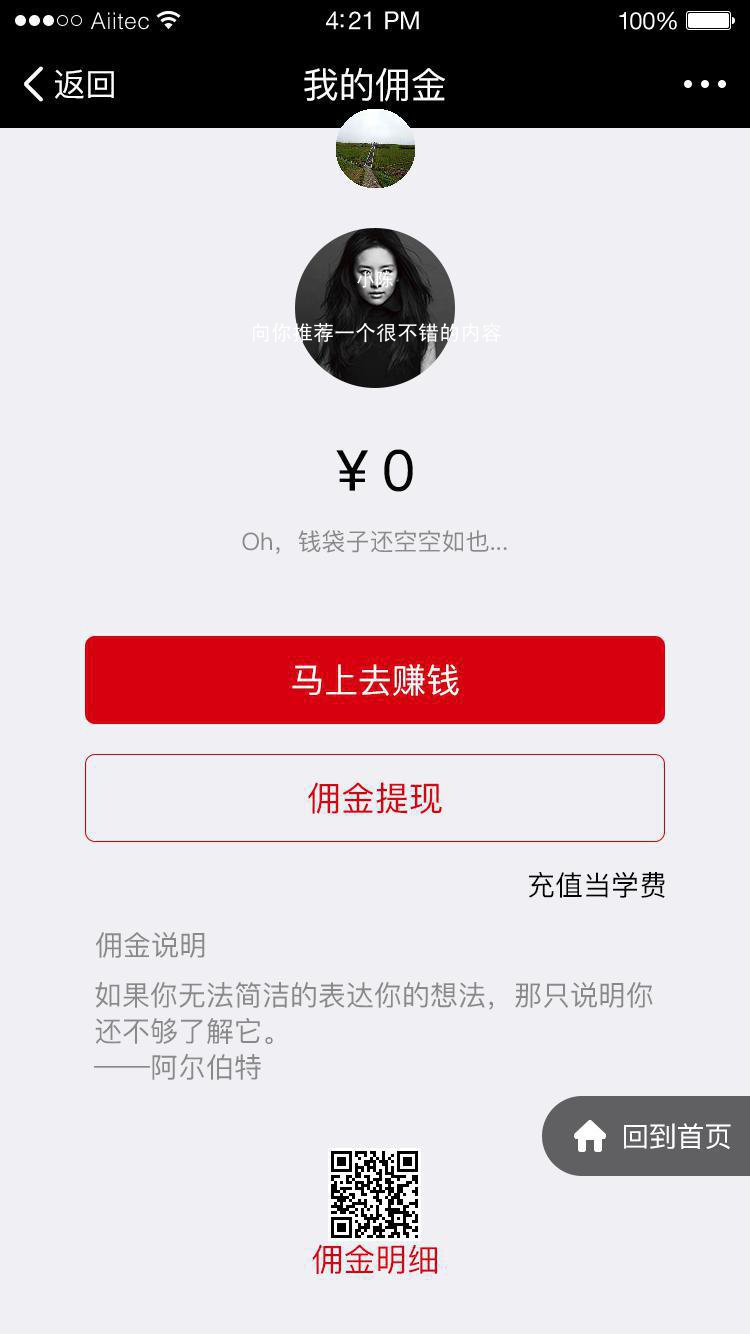 Aiitec 4:21 PM 100%
返回 我的佣金
小陈
向你推荐一个很不错的内容
¥ 0
Oh，钱袋子还空空如也...
马上去赚钱
佣金提现
充值当学费
佣金说明
如果你无法简洁的表达你的想法，那只说明你
还不够了解它。
——阿尔伯特
回到首页
佣金明细